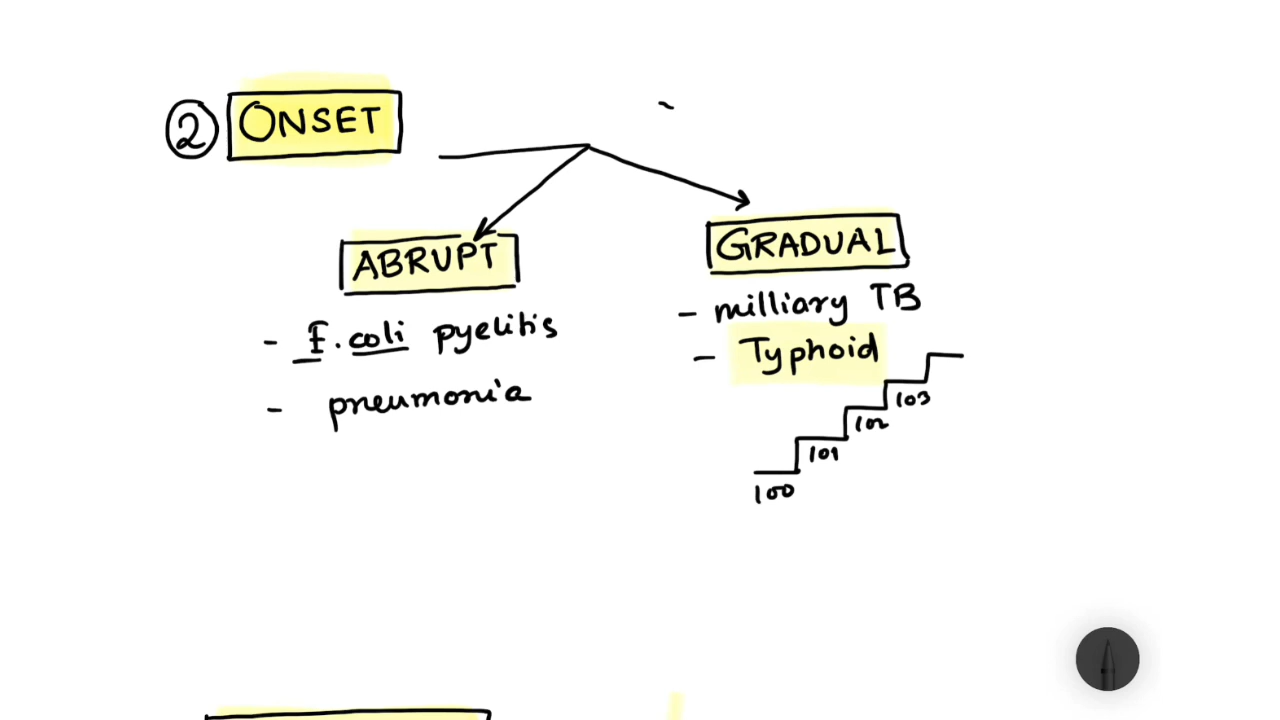 ② ONSET
ABRUPT
- E.coli pyelitis
- pneumonia
GRADUAL
- milliary TB
- Typhoid
103
102
101
100